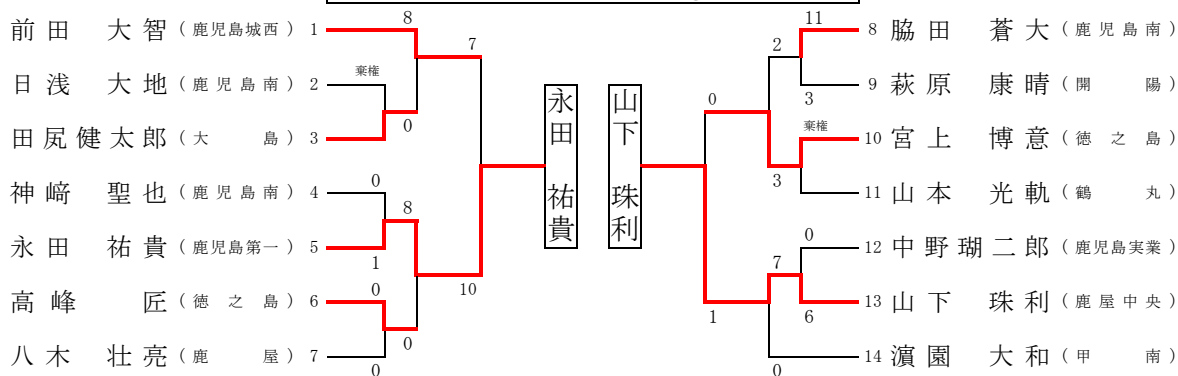 前田 大智 (鹿児島城西) 1
日浅 大地 (鹿児島南) 2
田尻健太郎 (大島) 3
神﨑 聖也 (鹿児島南) 4
永田 祐貴 (鹿児島第一) 5
高峰 匠 (徳之島) 6
八木 壮亮 (鹿屋) 7
8
棄権
0
7
0
8
1
0
0
0
10
永田 祐貴
山下 珠利
11
2
3
0
棄権
3
0
7
6
1
0
8 脇田 蒼大 (鹿児島南)
9 萩原 康晴 (開陽)
10 宮上 博意 (徳之島)
11 山本 光軌 (鶴丸)
12 中野瑚二郎 (鹿児島実業)
13 山下 珠利 (鹿屋中央)
14 濵園 大和 (甲南)